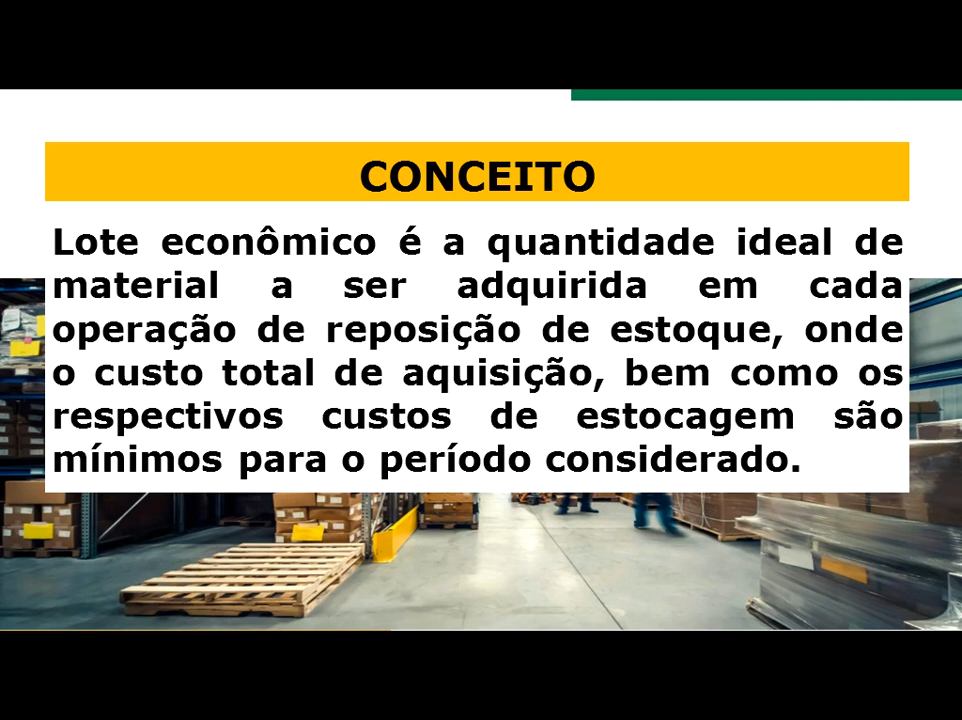 CONCEITO
Lote econômico é a quantidade ideal de
material a ser adquirida em cada
operação de reposição de estoque, onde
o custo total de aquisição, bem como os
respectivos custos de estocagem são
mínimos para o período considerado.